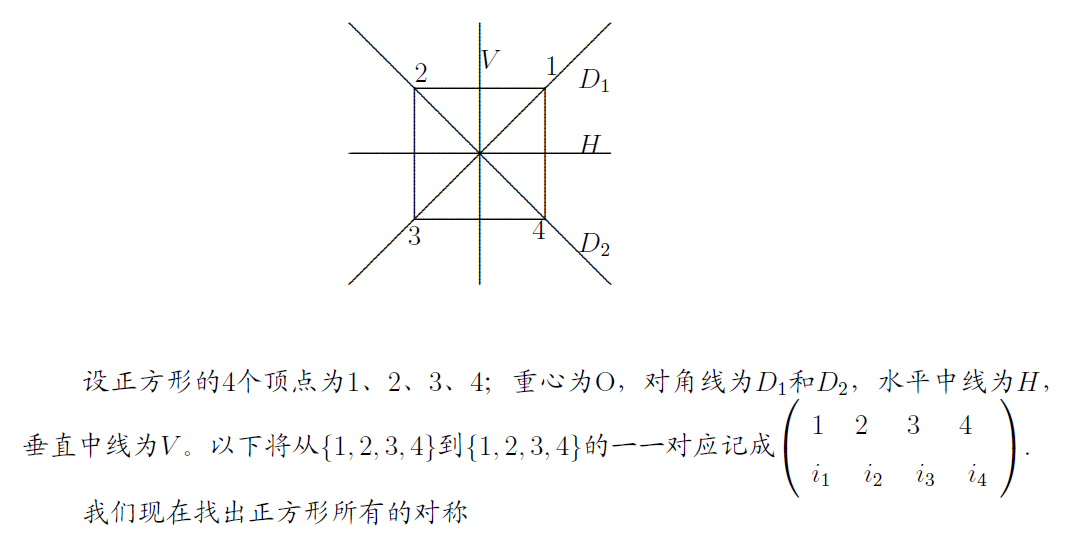 V
2
1
D₁
H
3
4
D₂
设正方形的4个顶点为1、2、3、4；重心为O，对角线为D₁和D₂，水平中线为H，
垂直中线为V。以下将从{1,2,3,4}到{1,2,3,4}的一一对应记成 ( 1 2 3 4
i₁ i₂ i₃ i₄ ) .
我们现在找出正方形所有的对称